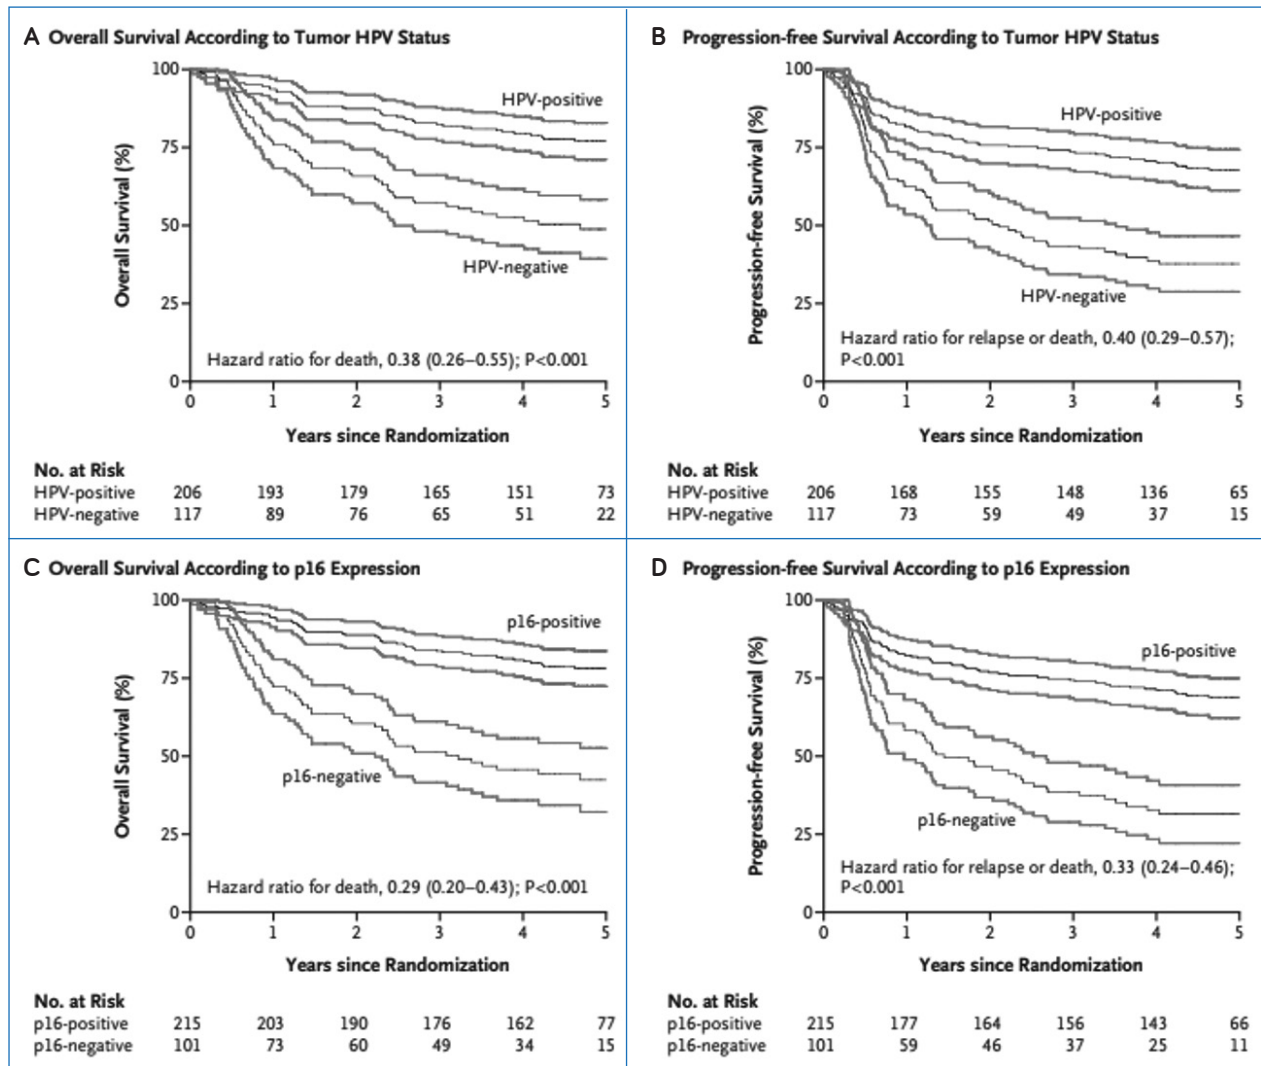 A Overall Survival According to Tumor HPV Status
100
75
50
25
0
Overall Survival (%)
HPV-positive
HPV-negative
Hazard ratio for death, 0.38 (0.26–0.55); P<0.001
0 1 2 3 4 5
Years since Randomization
No. at Risk
HPV-positive 206 193 179 165 151 73
HPV-negative 117 89 76 65 51 22
B Progression-free Survival According to Tumor HPV Status
100
75
50
25
0
Progression-free Survival (%)
HPV-positive
HPV-negative
Hazard ratio for relapse or death, 0.40 (0.29–0.57);
P<0.001
0 1 2 3 4 5
Years since Randomization
No. at Risk
HPV-positive 206 168 155 148 136 65
HPV-negative 117 73 59 49 37 15
C Overall Survival According to p16 Expression
100
75
50
25
0
Overall Survival (%)
p16-positive
p16-negative
Hazard ratio for death, 0.29 (0.20–0.43); P<0.001
0 1 2 3 4 5
Years since Randomization
No. at Risk
p16-positive 215 203 190 176 162 77
p16-negative 101 73 60 49 34 15
D Progression-free Survival According to p16 Expression
100
75
50
25
0
Progression-free Survival (%)
p16-positive
p16-negative
Hazard ratio for relapse or death, 0.33 (0.24–0.46);
P<0.001
0 1 2 3 4 5
Years since Randomization
No. at Risk
p16-positive 215 177 164 156 143 66
p16-negative 101 59 46 37 25 11